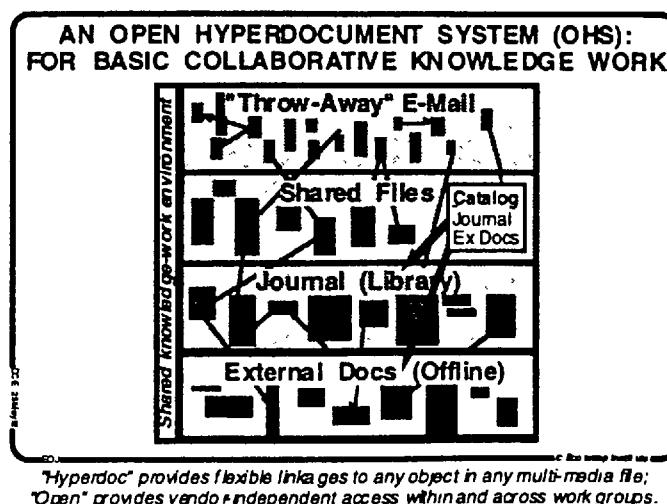 AN OPEN HYPERDOCUMENT SYSTEM (OHS):
FOR BASIC COLLABORATIVE KNOWLEDGE WORK
Shared knowledge-work environment
"Throw-Away" E-Mail
Shared Files
Catalog
Journal
Ex Docs
Journal (Library)
External Docs (Offline)
"Hyperdoc" provides flexible linkages to any object in any multi-media file;
"Open" provides vendor-independent access within and across work groups.